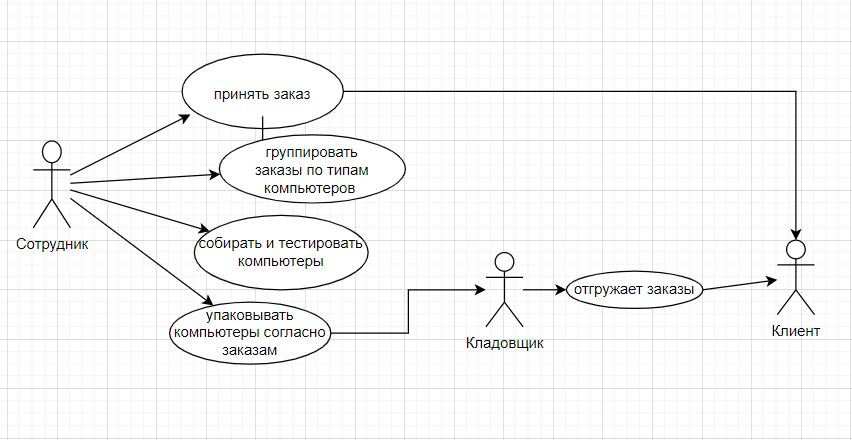 принять заказ
группировать
заказы по типам
компьютеров
Сотрудник
собирать и тестировать
компьютеры
отгружает заказы
упаковывать
компьютеры согласно
заказам
Кладовщик
Клиент